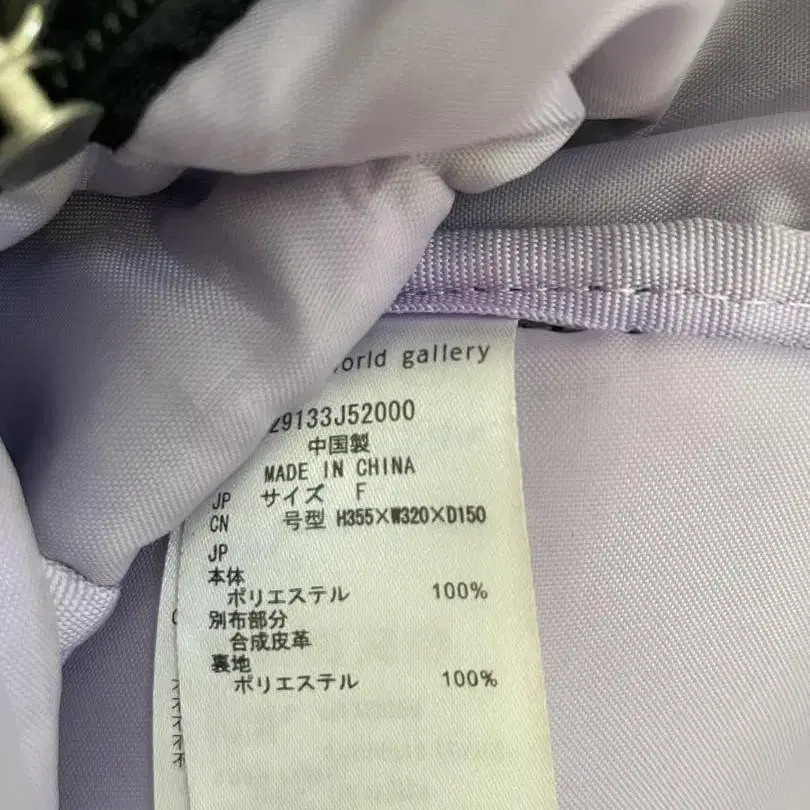 world gallery
29133J52000
中国製
MADE IN CHINA
JP サイズ F
CN 号型 H355×W320×D150
JP
本体
ポリエステル 100%
別布部分
合成皮革
裏地
ポリエステル 100%